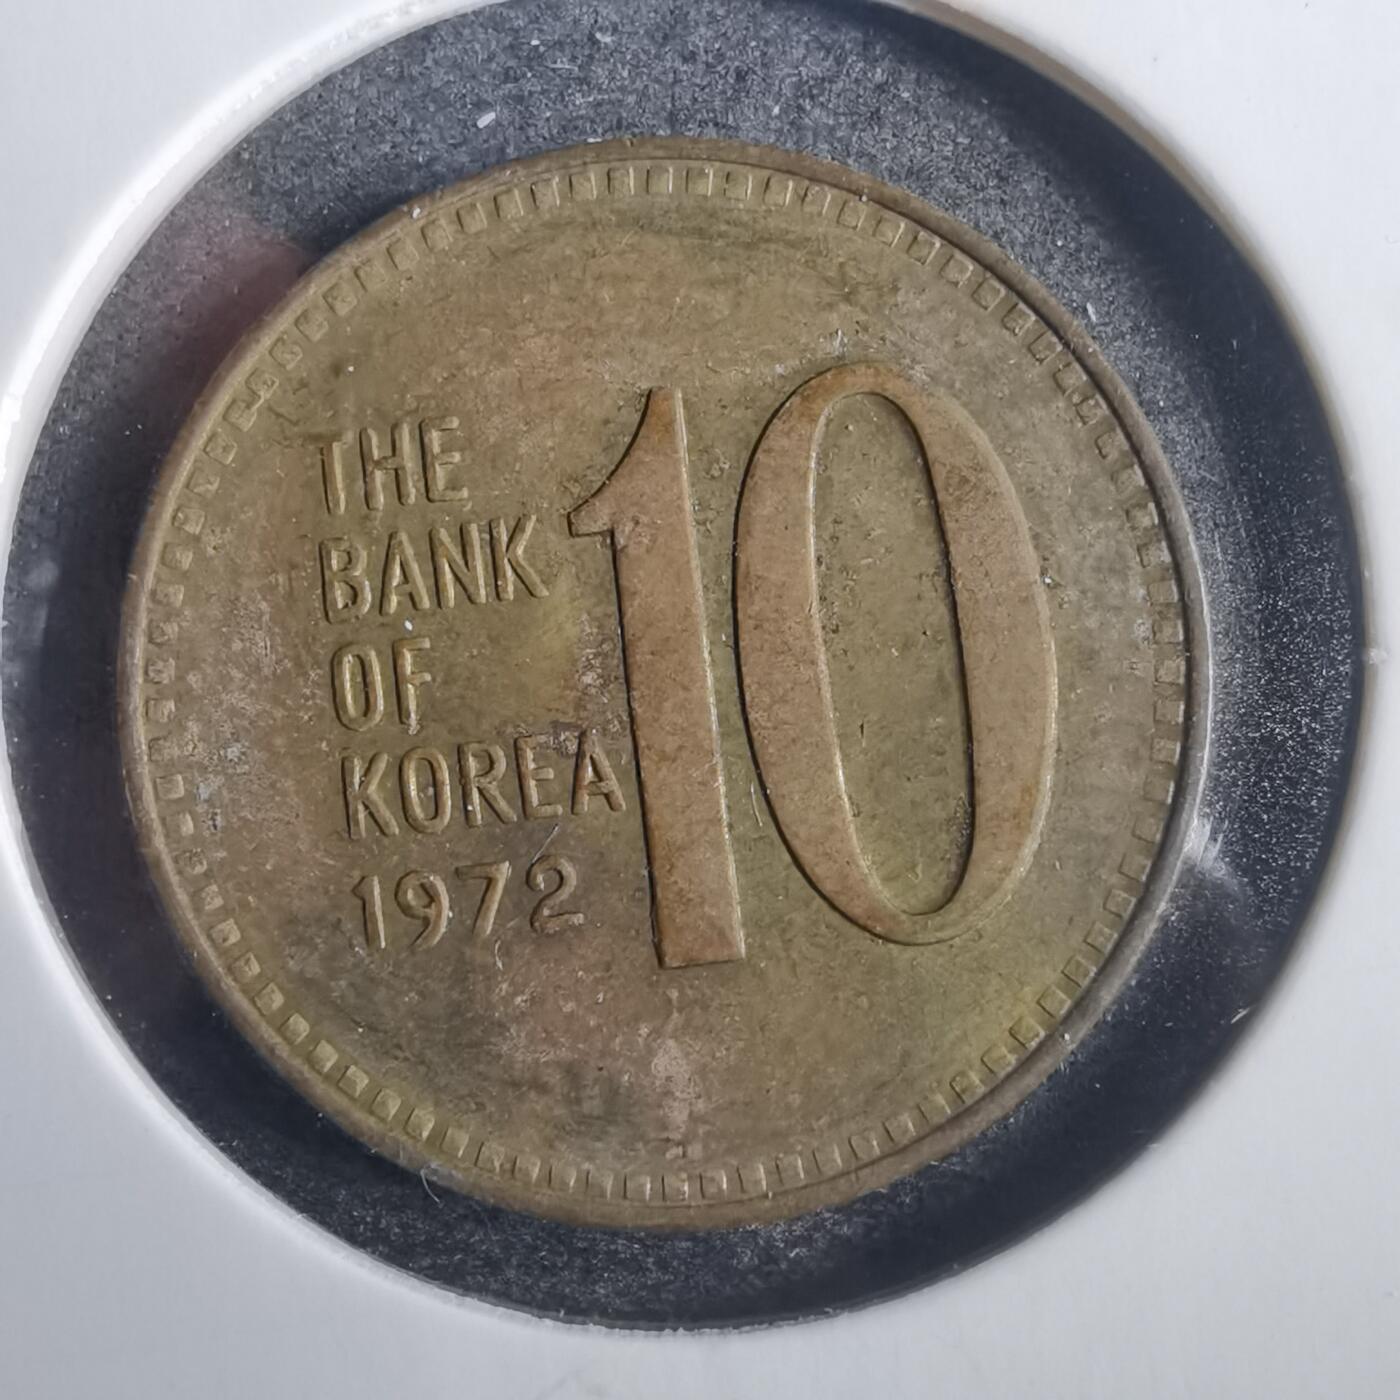 THE
BANK
OF
KOREA
1972
10